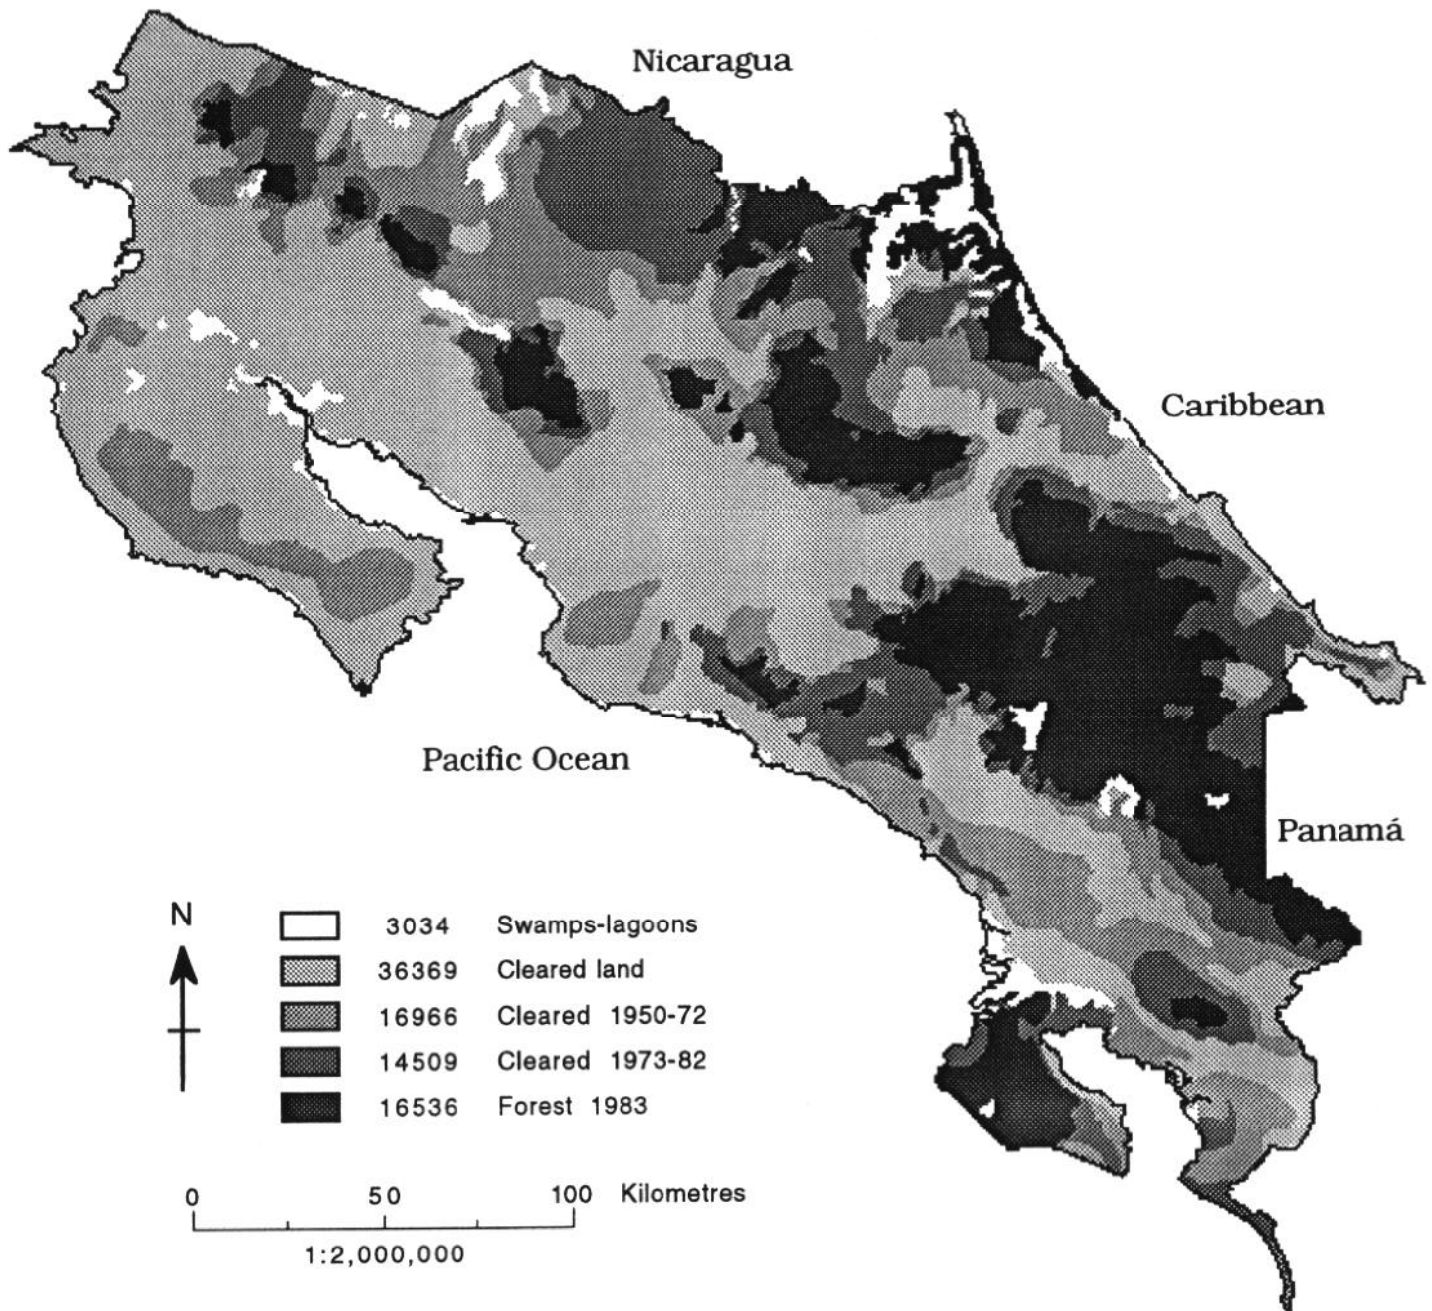 Nicaragua
Caribbean
Pacific Ocean
Panamá
N
3034 Swamps-lagoons
36369 Cleared land
16966 Cleared 1950-72
14509 Cleared 1973-82
16536 Forest 1983
0 50 100 Kilometres
1:2,000,000